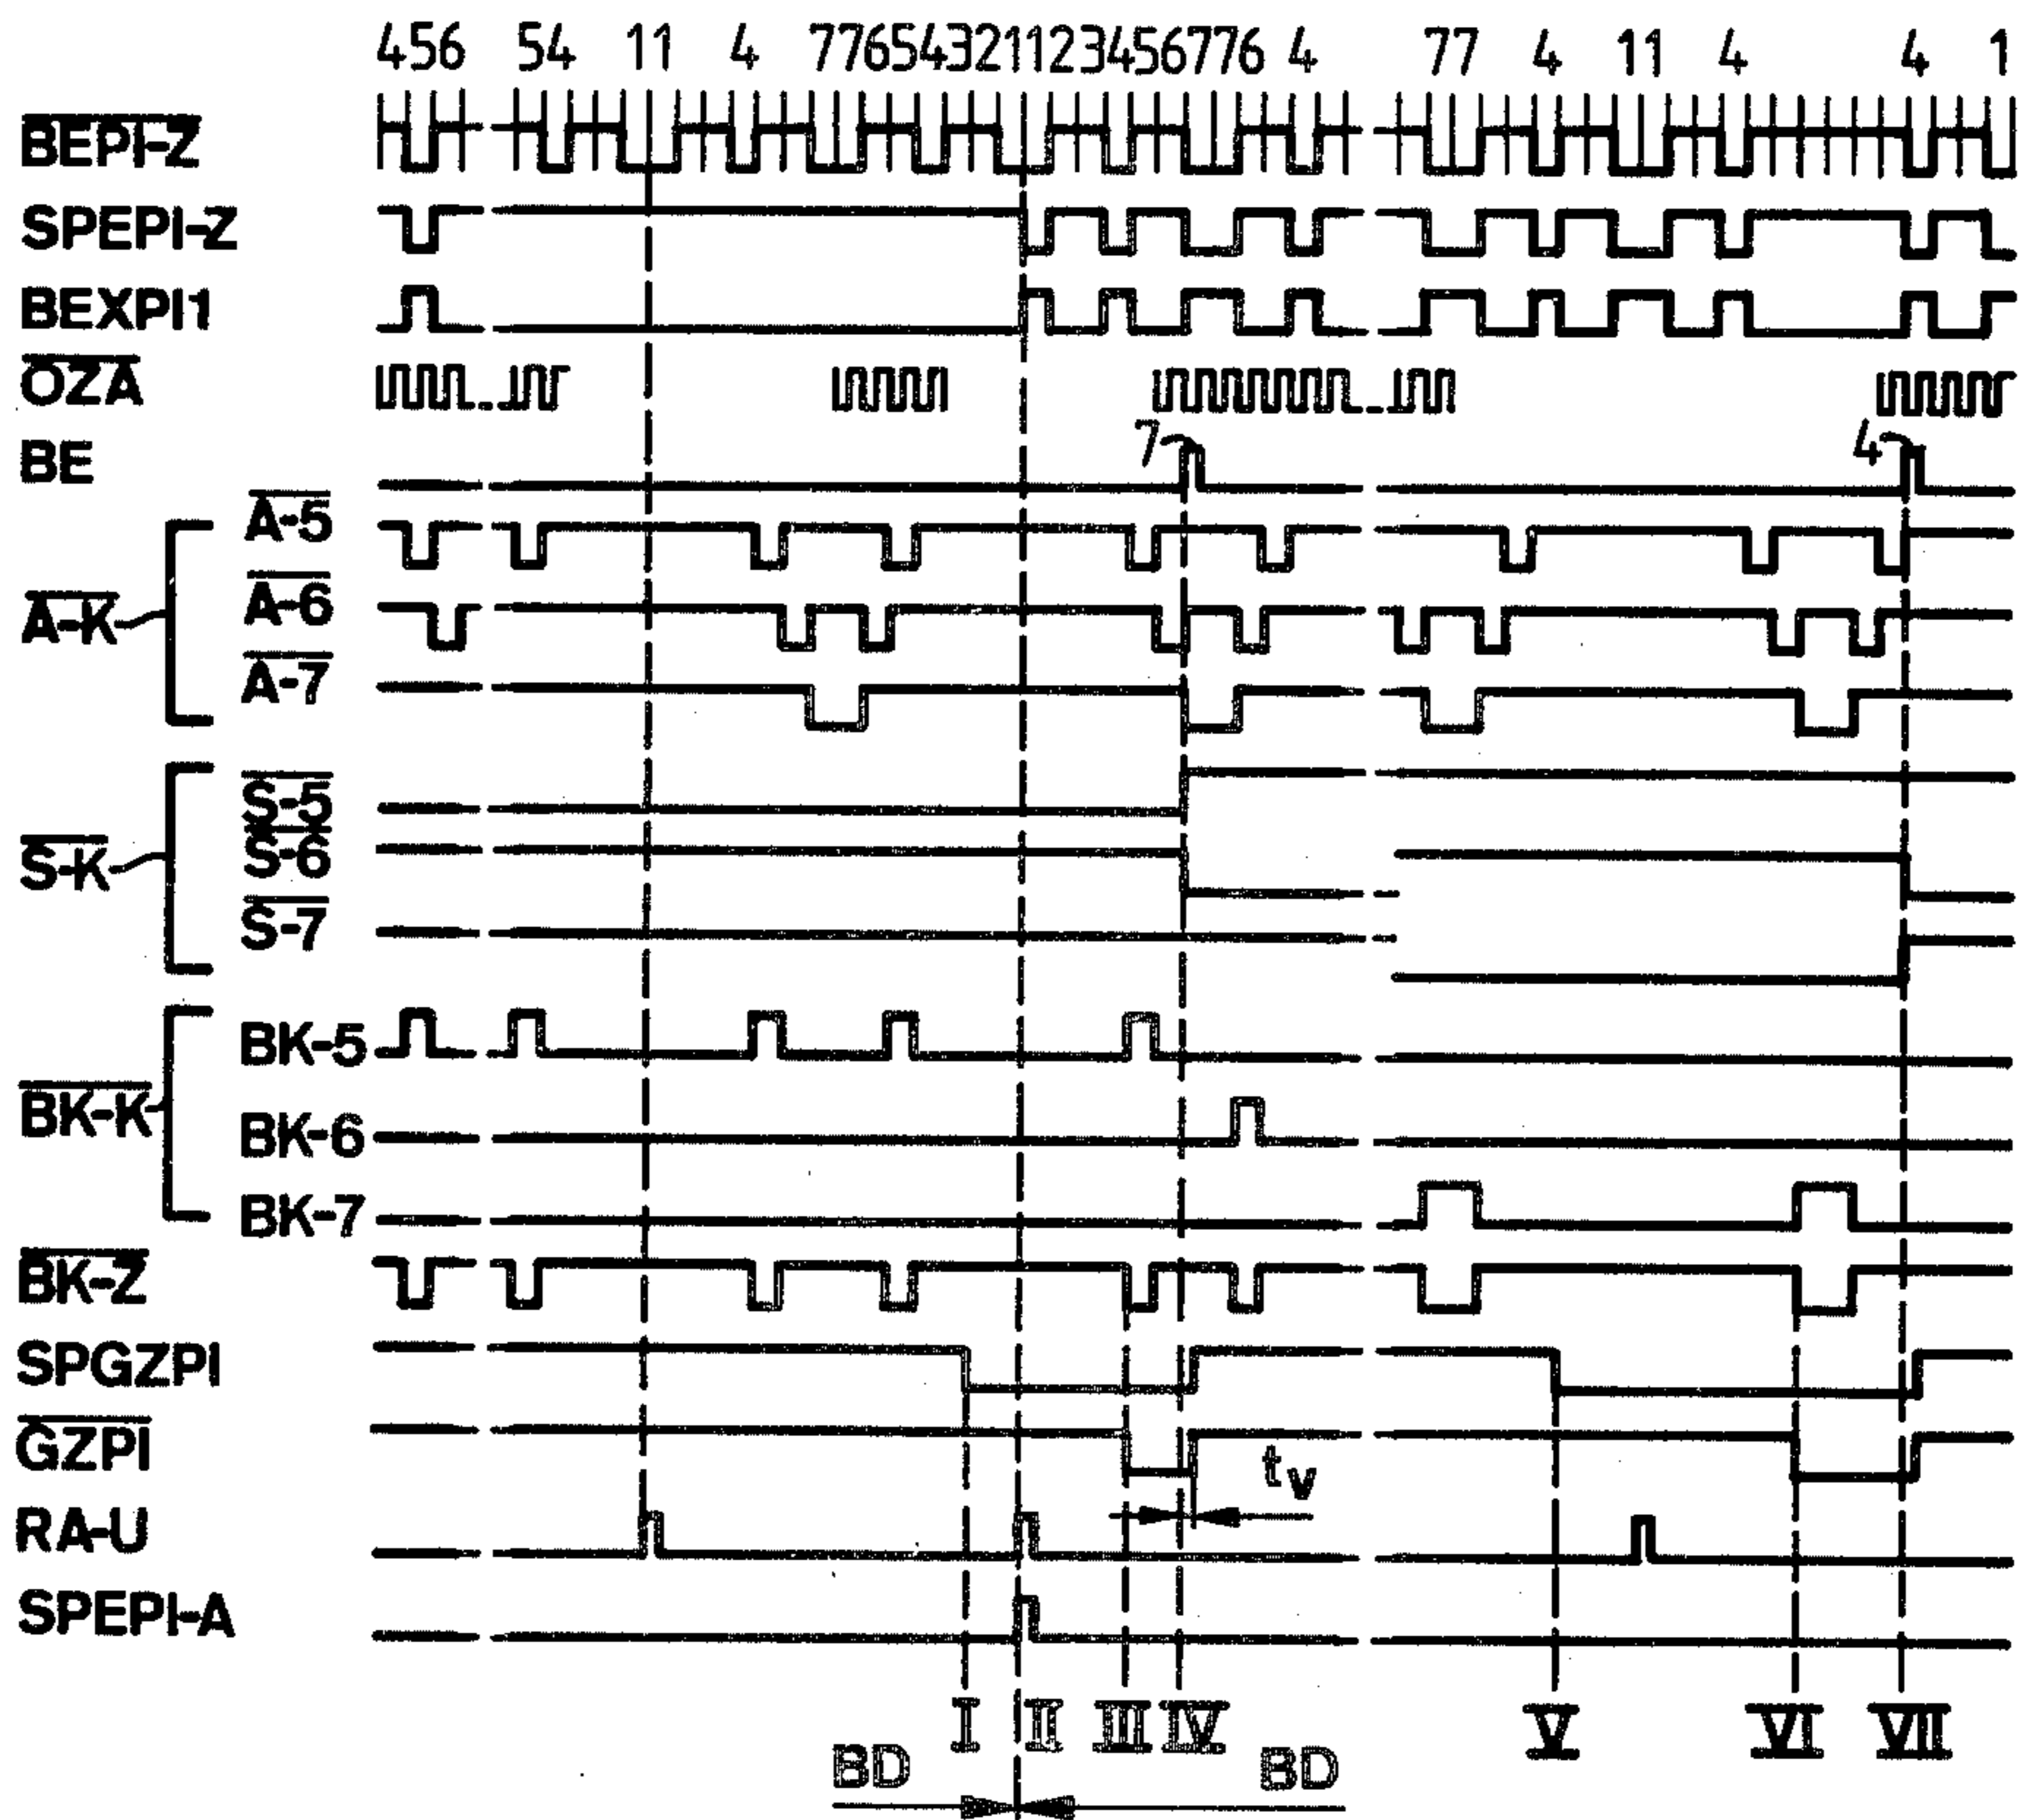 456 54 11 4 77654321123456776 4 77 4 11 4 4 1
BEPI-Z
SPEPI-Z
BEXPI1
OZA
BE 7 4
A-5
A-K A-6
A-7
S-5
S-K S-6
S-7
BK-5
BK-K BK-6
BK-7
BK-Z
SPGZPI
GZPI tv
RA-U
SPEPI-A
I II III IV V VI VII
BD BD